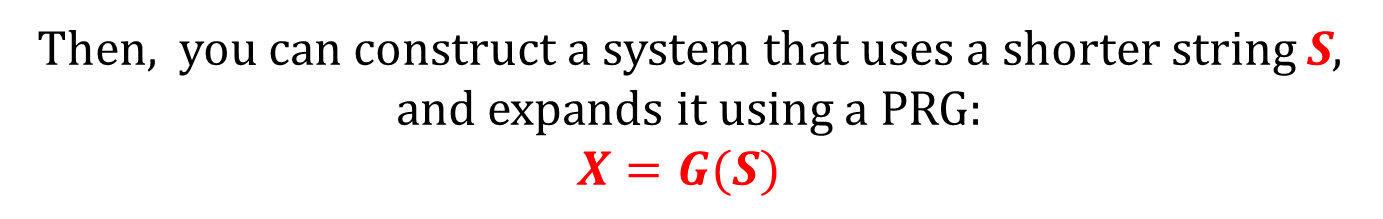 Then, you can construct a system that uses a shorter string S,
and expands it using a PRG:
X = G(S)